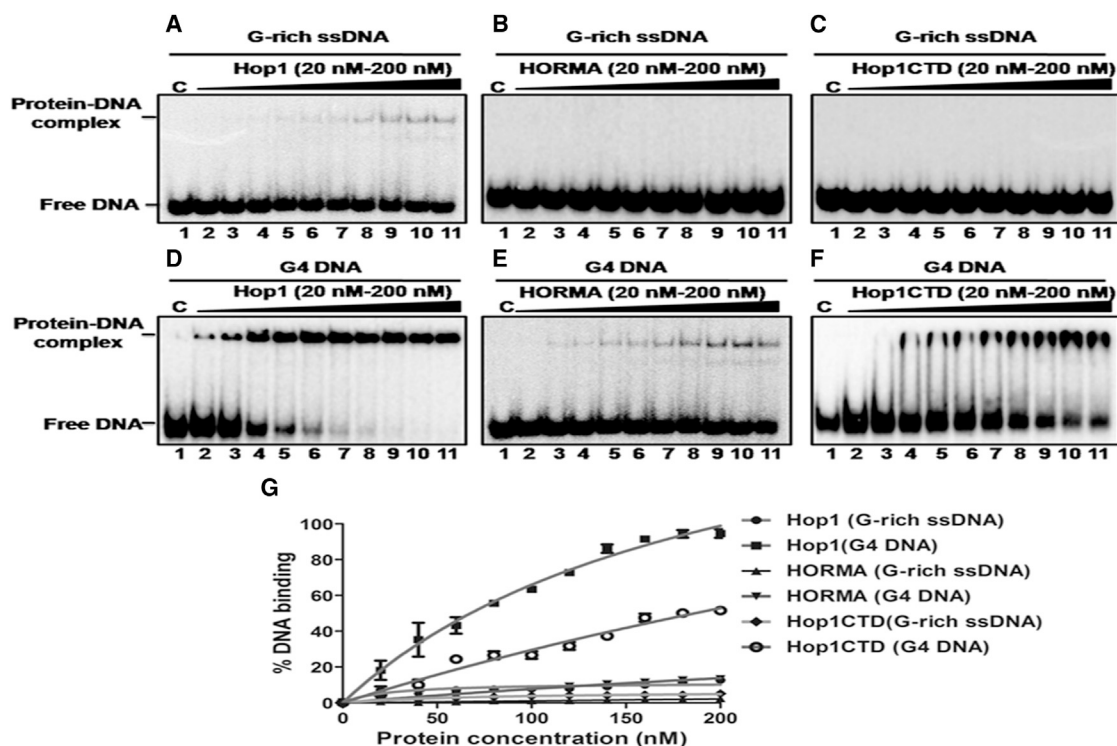 A
G-rich ssDNA
Hop1 (20 nM-200 nM)
C
Protein-DNA
complex
Free DNA
1 2 3 4 5 6 7 8 9 10 11
B
G-rich ssDNA
HORMA (20 nM-200 nM)
C
1 2 3 4 5 6 7 8 9 10 11
C
G-rich ssDNA
Hop1CTD (20 nM-200 nM)
C
1 2 3 4 5 6 7 8 9 10 11
D
G4 DNA
Hop1 (20 nM-200 nM)
C
Protein-DNA
complex
Free DNA
1 2 3 4 5 6 7 8 9 10 11
E
G4 DNA
HORMA (20 nM-200 nM)
C
1 2 3 4 5 6 7 8 9 10 11
F
G4 DNA
Hop1CTD (20 nM-200 nM)
C
1 2 3 4 5 6 7 8 9 10 11
G
% DNA binding
100
80
60
40
20
0
0 50 100 150 200
Protein concentration (nM)
Hop1 (G-rich ssDNA)
Hop1(G4 DNA)
HORMA (G-rich ssDNA)
HORMA (G4 DNA)
Hop1CTD(G-rich ssDNA)
Hop1CTD (G4 DNA)